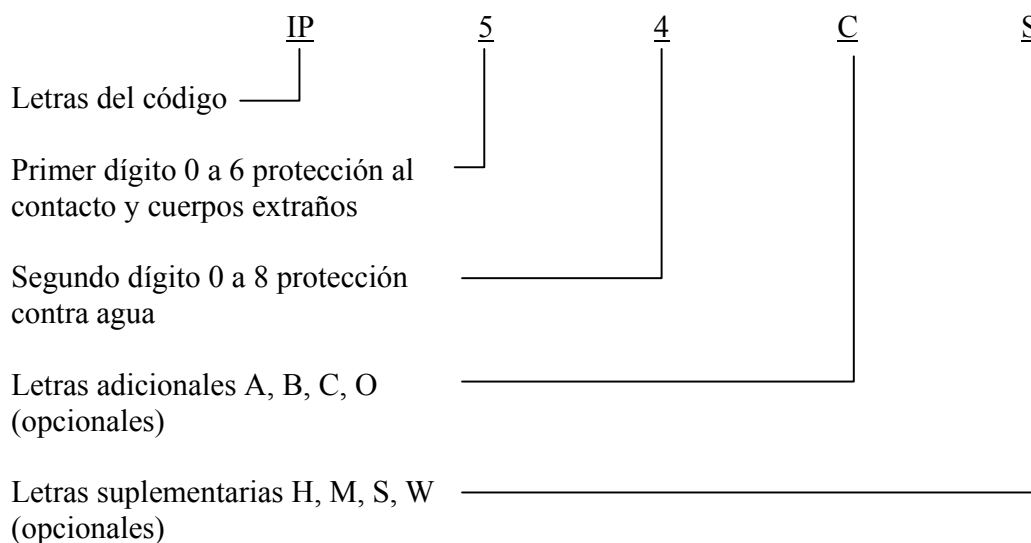 IP 5 4 C S
Letras del código
Primer dígito 0 a 6 protección al
contacto y cuerpos extraños
Segundo dígito 0 a 8 protección
contra agua
Letras adicionales A, B, C, O
(opcionales)
Letras suplementarias H, M, S, W
(opcionales)